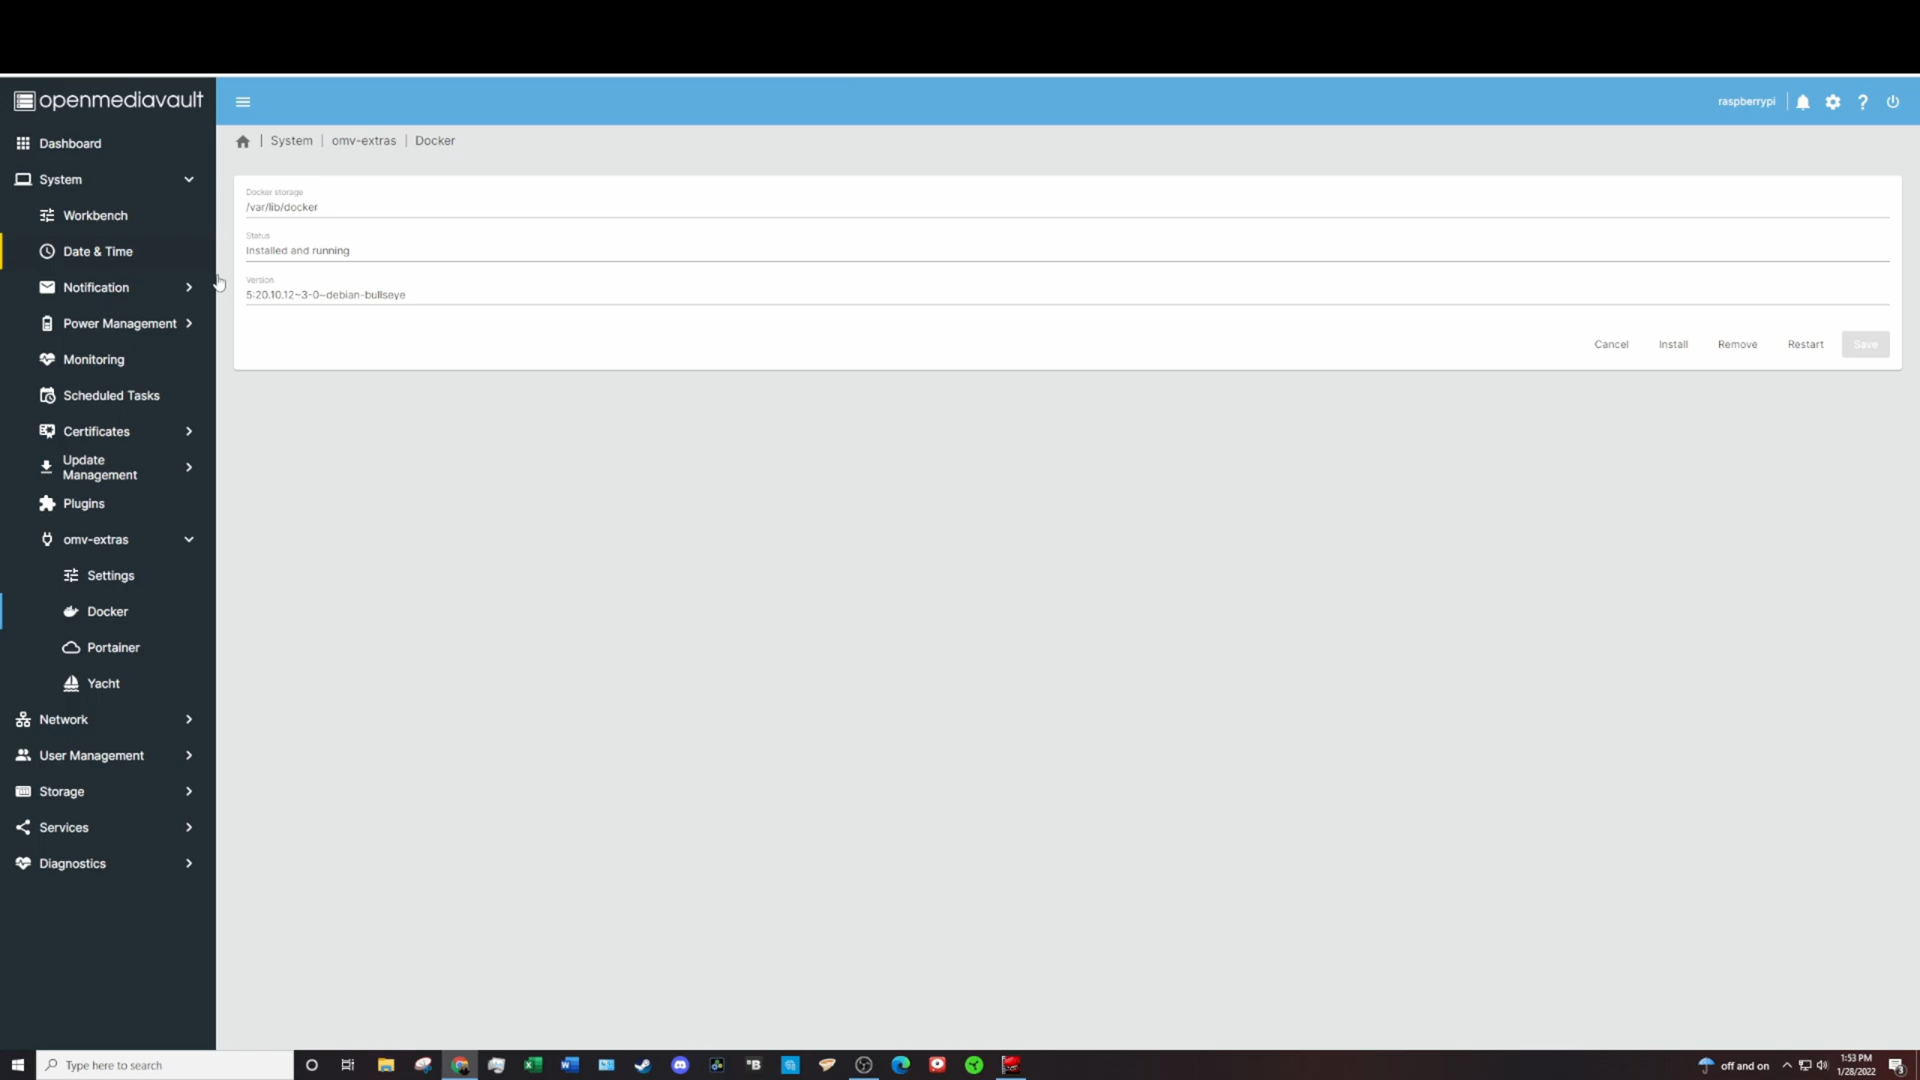 openmediavault
raspberrypi
Dashboard
System | omv-extras | Docker
System
Workbench
Date & Time
Notification
Power Management
Monitoring
Scheduled Tasks
Certificates
Update
Management
Plugins
omv-extras
Settings
Docker
Portainer
Yacht
Network
User Management
Storage
Services
Diagnostics
Docker storage
/var/lib/docker
Status
Installed and running
Version
5:20.10.12~3-0~debian-bullseye
Cancel Install Remove Restart Save
Type here to search
off and on
1:53 PM
1/28/2022
3